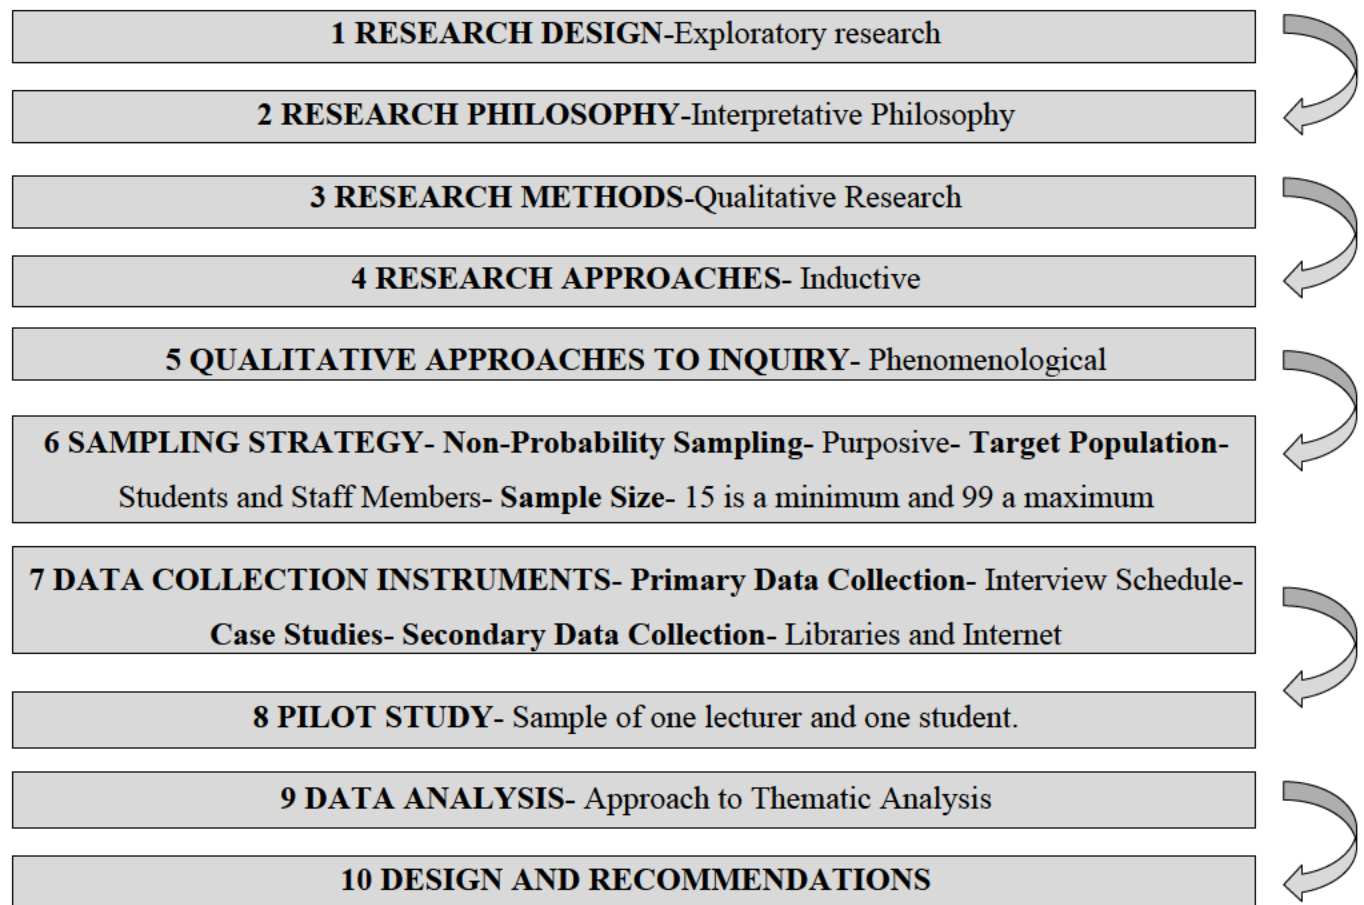 1 RESEARCH DESIGN-Exploratory research
2 RESEARCH PHILOSOPHY-Interpretative Philosophy
3 RESEARCH METHODS-Qualitative Research
4 RESEARCH APPROACHES- Inductive
5 QUALITATIVE APPROACHES TO INQUIRY- Phenomenological
6 SAMPLING STRATEGY- Non-Probability Sampling- Purposive- Target Population-
Students and Staff Members- Sample Size- 15 is a minimum and 99 a maximum
7 DATA COLLECTION INSTRUMENTS- Primary Data Collection- Interview Schedule-
Case Studies- Secondary Data Collection- Libraries and Internet
8 PILOT STUDY- Sample of one lecturer and one student.
9 DATA ANALYSIS- Approach to Thematic Analysis
10 DESIGN AND RECOMMENDATIONS